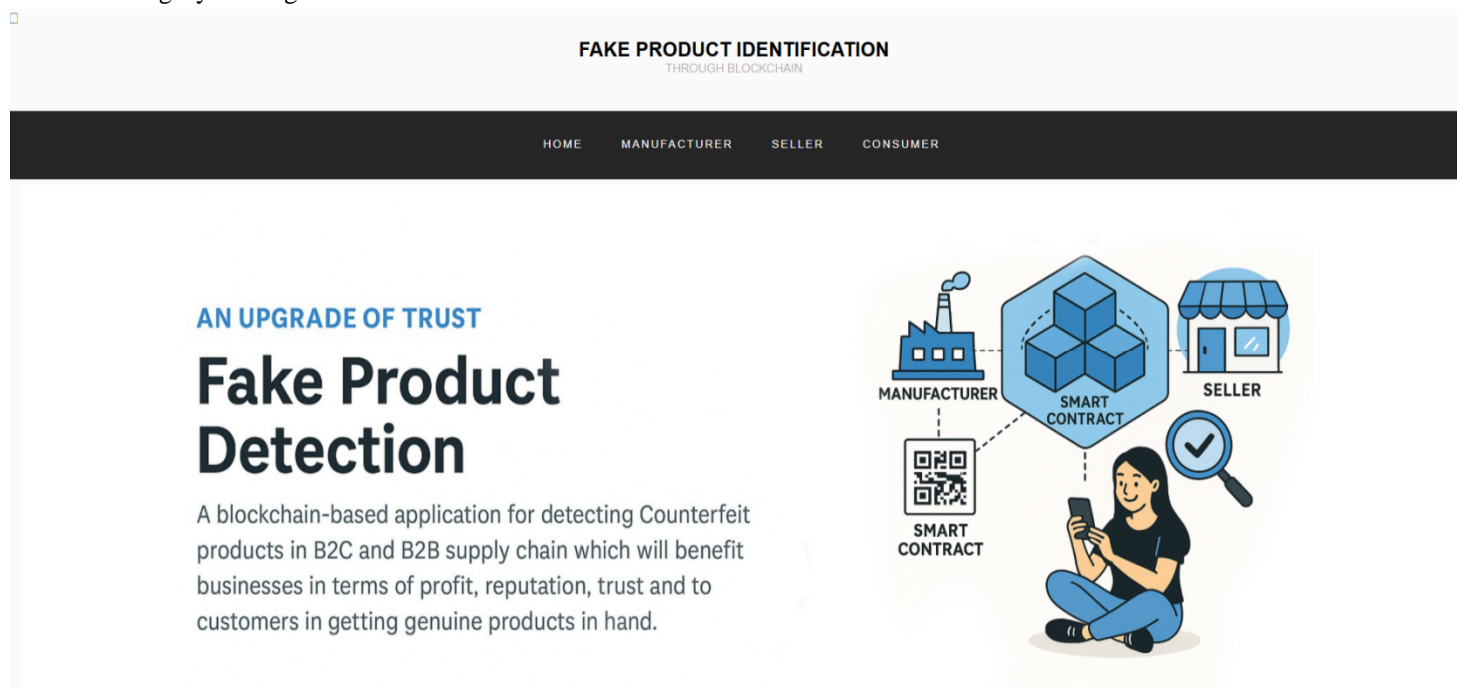 FAKE PRODUCT IDENTIFICATION
THROUGH BLOCKCHAIN
HOME MANUFACTURER SELLER CONSUMER
AN UPGRADE OF TRUST
Fake Product
Detection
A blockchain-based application for detecting Counterfeit
products in B2C and B2B supply chain which will benefit
businesses in terms of profit, reputation, trust and to
customers in getting genuine products in hand.
MANUFACTURER
SMART
CONTRACT
SELLER
SMART
CONTRACT